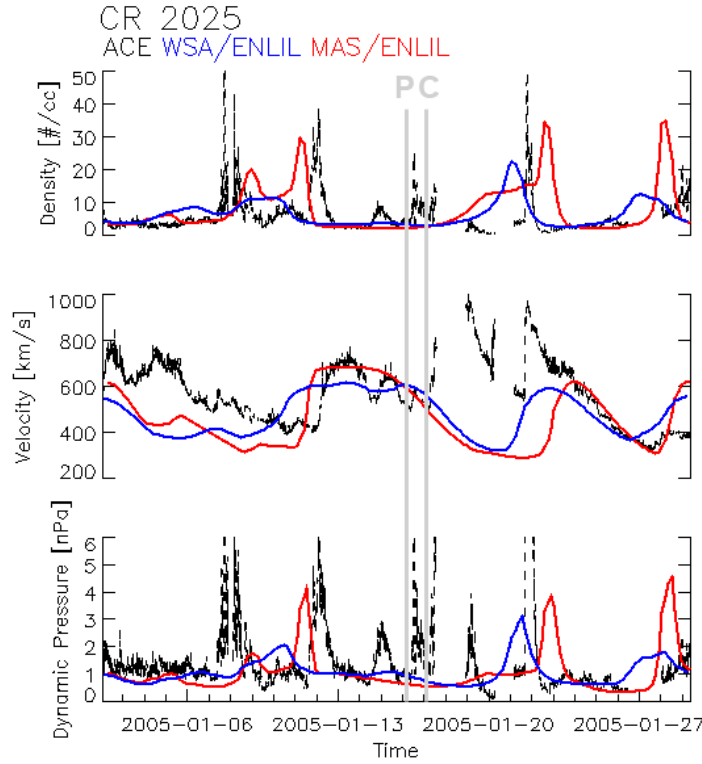 CR 2025
ACE WSA/ENLIL MAS/ENLIL
P C
Density [#/cc]
50
40
30
20
10
0
Velocity [km/s]
1000
800
600
400
200
Dynamic Pressure [nPa]
6
5
4
3
2
1
0
2005-01-06 2005-01-13 2005-01-20 2005-01-27
Time